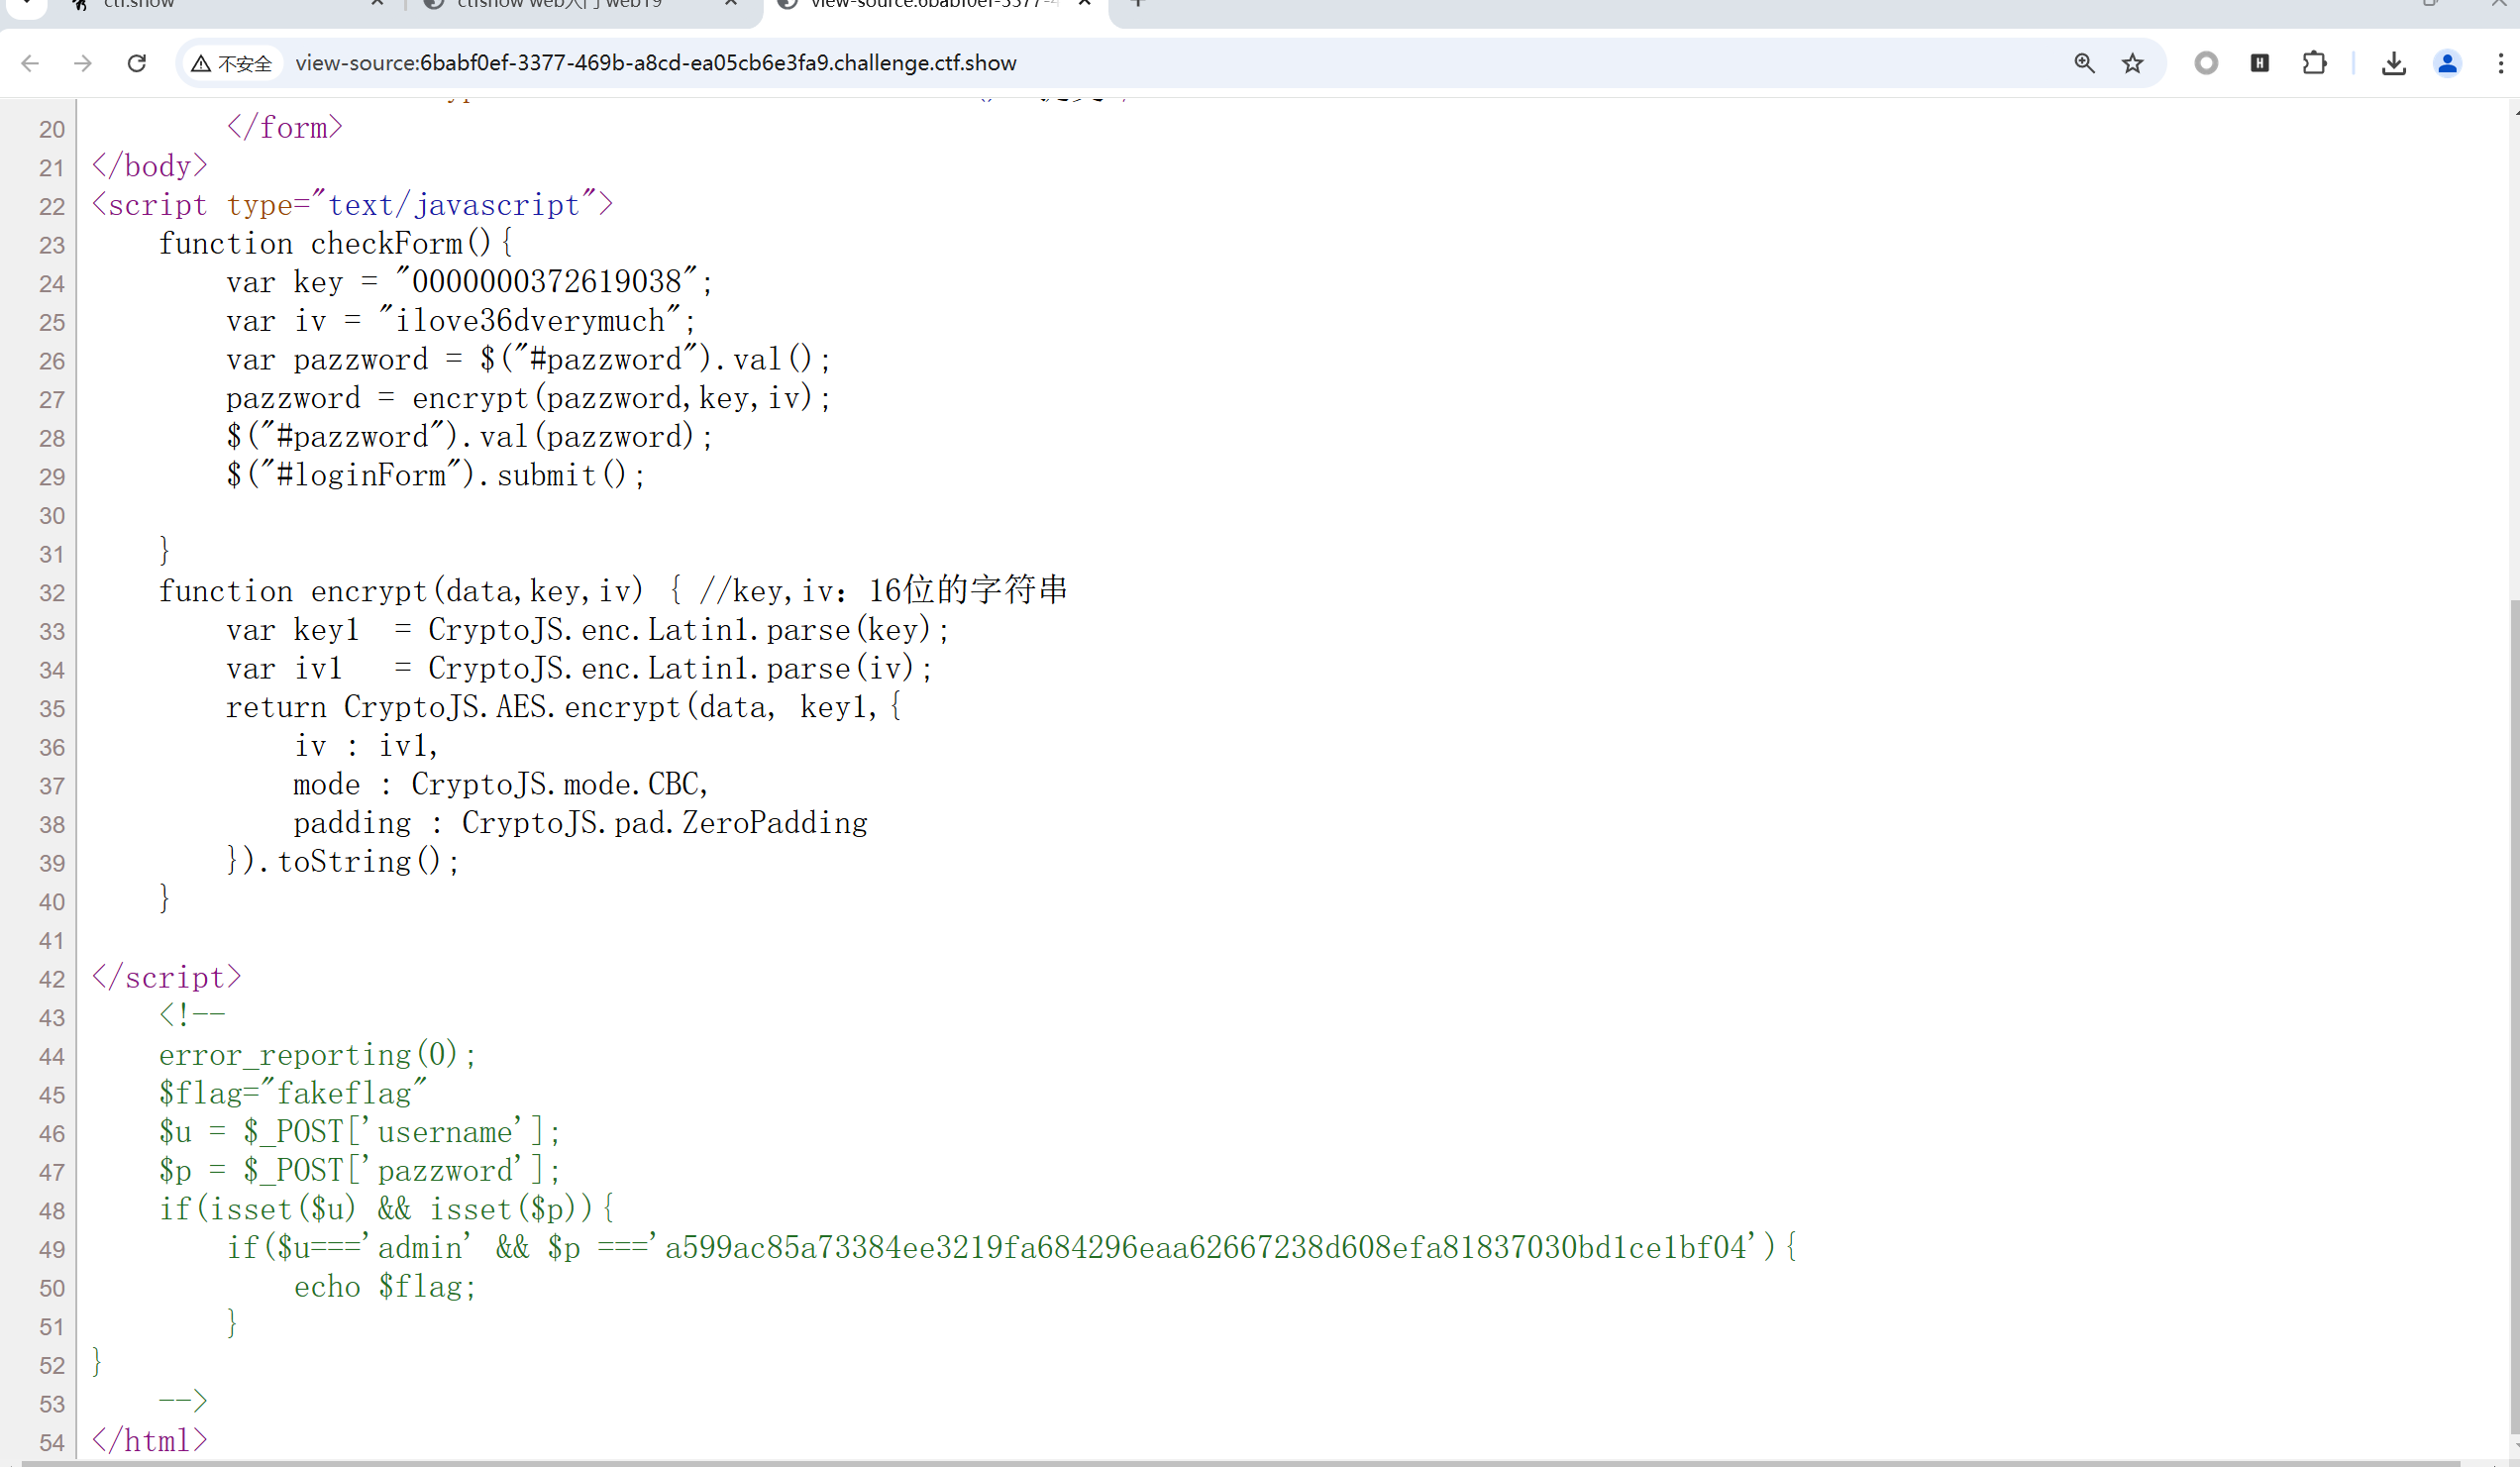 ctf.show
ctfshow web入门 web19
view-source:6babf0ef-3377-4
不安全 view-source:6babf0ef-3377-469b-a8cd-ea05cb6e3fa9.challenge.ctf.show
20 </form>
21 </body>
22 <script type="text/javascript">
23 function checkForm(){
24 var key = "0000000372619038";
25 var iv = "ilove36dverymuch";
26 var pazzword = $("#pazzword").val();
27 pazzword = encrypt(pazzword,key,iv);
28 $("#pazzword").val(pazzword);
29 $("#loginForm").submit();
30
31 }
32 function encrypt(data,key,iv) { //key,iv：16位的字符串
33 var key1  = CryptoJS.enc.Latin1.parse(key);
34 var iv1   = CryptoJS.enc.Latin1.parse(iv);
35 return CryptoJS.AES.encrypt(data, key1,{
36 iv : iv1,
37 mode : CryptoJS.mode.CBC,
38 padding : CryptoJS.pad.ZeroPadding
39 }).toString();
40 }
41
42 </script>
43 <!--
44 error_reporting(0);
45 $flag="fakeflag"
46 $u = $_POST['username'];
47 $p = $_POST['pazzword'];
48 if(isset($u) && isset($p)){
49 if($u==='admin' && $p ==='a599ac85a73384ee3219fa684296eaa62667238d608efa81837030bd1ce1bf04'){
50 echo $flag;
51 }
52 }
53 -->
54 </html>